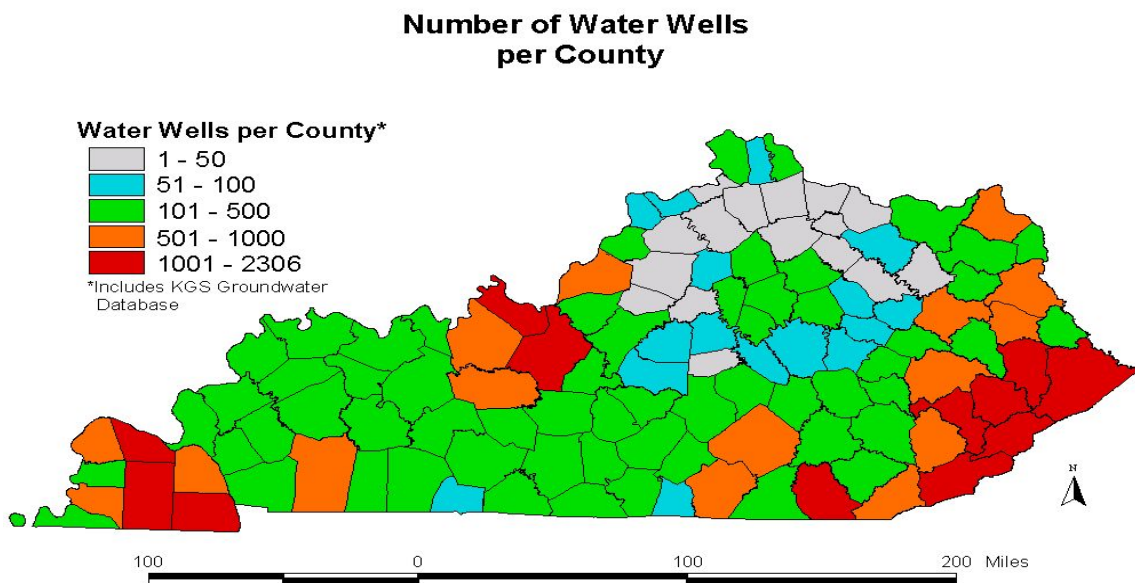 Number of Water Wells
per County
Water Wells per County*
1 - 50
51 - 100
101 - 500
501 - 1000
1001 - 2306
*Includes KGS Groundwater
Database
N
100 0 100 200 Miles